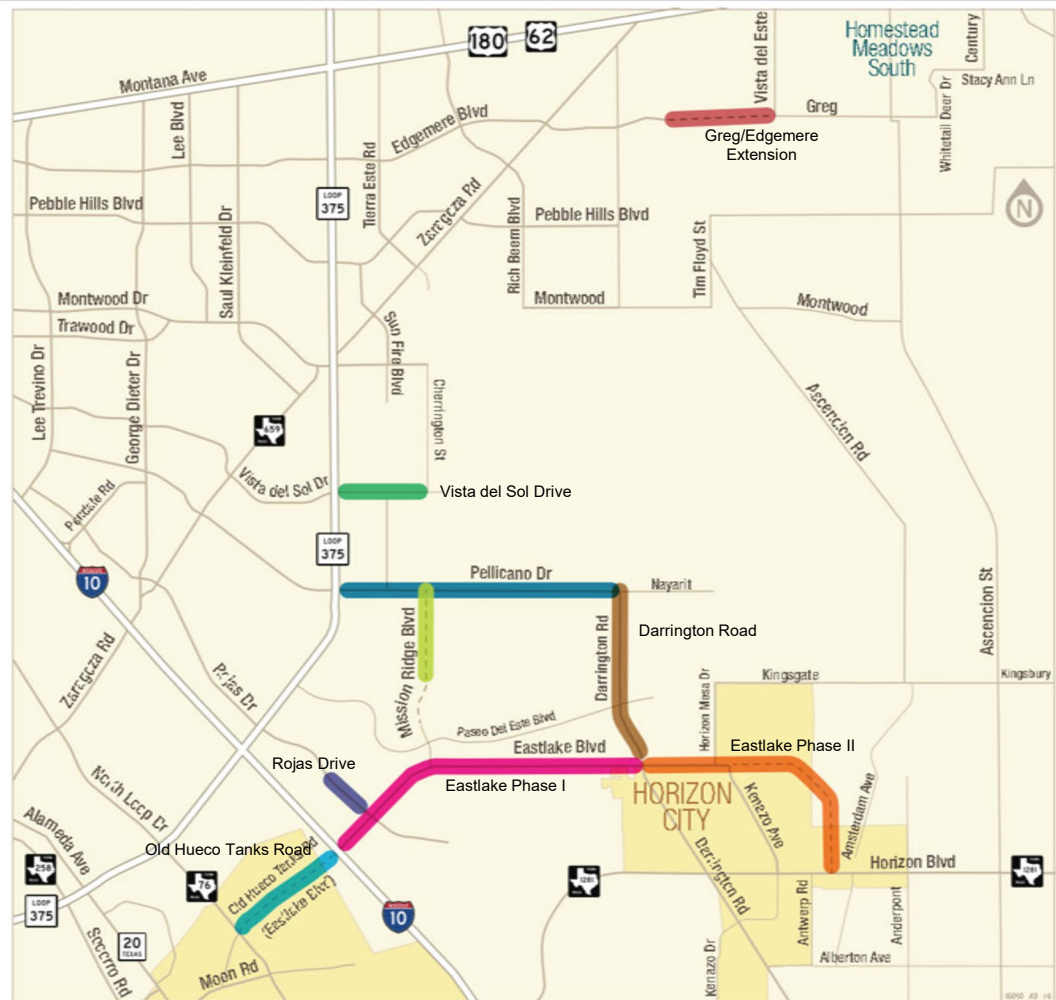 Homestead
Meadows
South
Century
Vista del Este
180
62
Montana Ave
Lee Blvd
Stacy Ann Ln
Whitetail Deer Dr
Greg
Edgemere Blvd
Greg/Edgemere
Extension
Tierra Este Rd
LOOP
375
Pebble Hills Blvd
Saul Kleinfeld Dr
Zaragoza Rd
Rich Beem Blvd
Pebble Hills Blvd
Tim Floyd St
N
Montwood Dr
Trawood Dr
Montwood
Montwood
Lee Trevino Dr
George Dieter Dr
Sun Fire Blvd
Cherrington St
Ascencion Rd
659
Vista del Sol Dr
Vista del Sol Drive
Pendale Rd
LOOP
375
10
Pellicano Dr
Nayarit
Mission Ridge Blvd
Darrington Rd
Darrington Road
Ascencion St
Zaragoza Rd
Rojas Dr
Horizon Mesa Dr
Kingsgate
Kingsbury
Paseo Del Este Blvd
Eastlake Blvd
Eastlake Phase II
Rojas Drive
Eastlake Phase I
HORIZON
CITY
Kenazo Ave
Amsterdam Ave
North Loop Dr
Alameda Ave
Old Hueco Tanks Road
Old Hueco Tanks Rd
(Eastlake Blvd)
Darrington Rd
Horizon Blvd
258
76
1281
1281
LOOP
375
10
Antwerp Rd
Anderpont
20
TEXAS
Socorro Rd
Moon Rd
Kenazo Dr
Alberton Ave